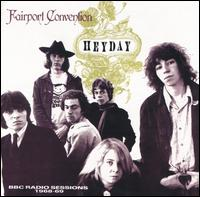 Fairport Convention
HEYDAY
BBC RADIO SESSIONS
1968-69